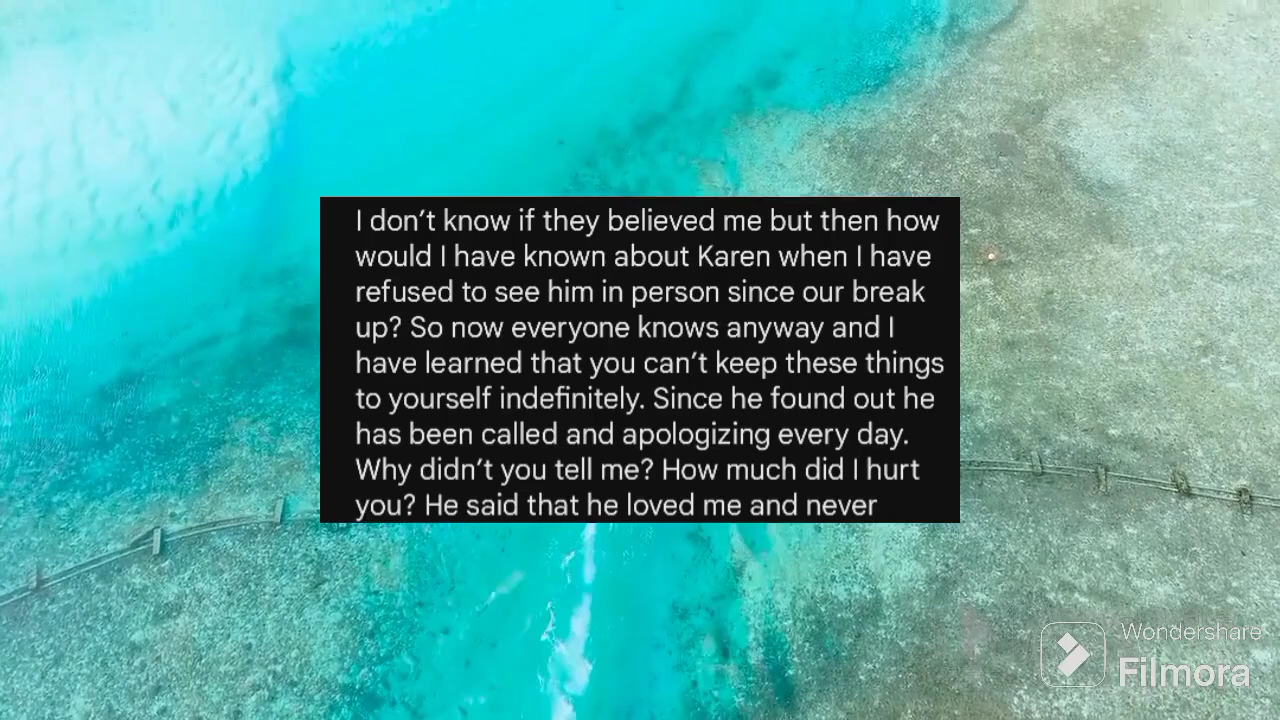 I don't know if they believed me but then how
would I have known about Karen when I have
refused to see him in person since our break
up? So now everyone knows anyway and I
have learned that you can't keep these things
to yourself indefinitely. Since he found out he
has been called and apologizing every day.
Why didn't you tell me? How much did I hurt
you? He said that he loved me and never
Wondershare
Filmora